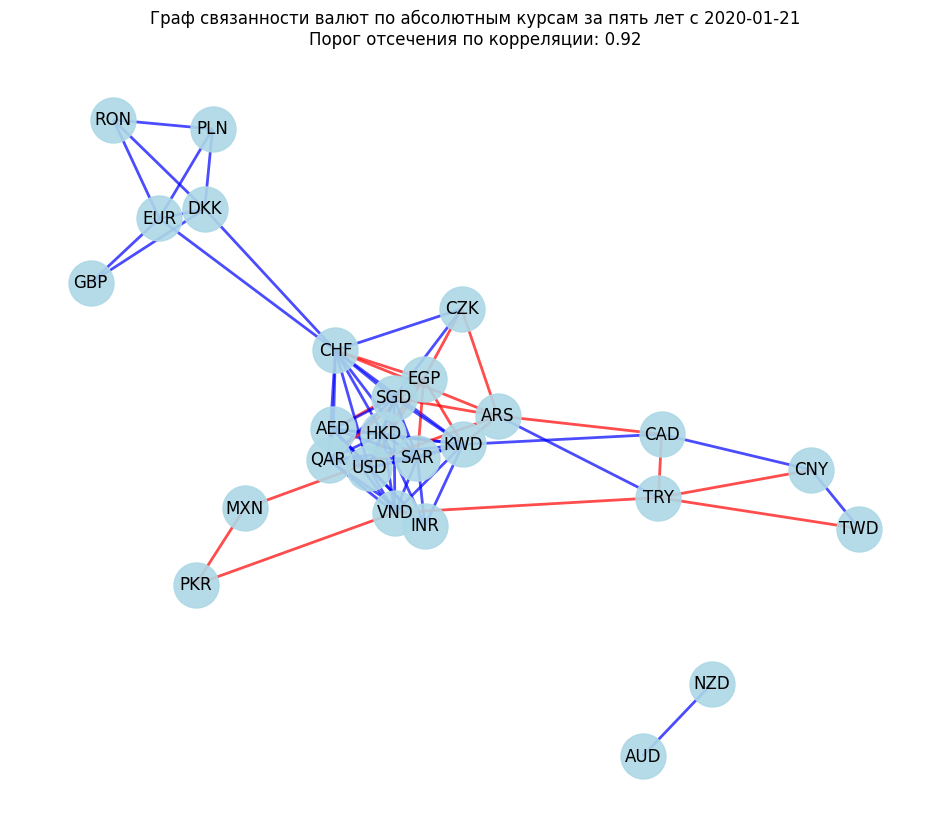 Граф связанности валют по абсолютным курсам за пять лет с 2020-01-21
Порог отсечения по корреляции: 0.92
RON
PLN
DKK
EUR
GBP
CZK
CHF
EGP
SGD
ARS
AED
HKD
CAD
KWD
QAR
SAR
USD
CNY
TRY
MXN
VND
INR
TWD
PKR
NZD
AUD